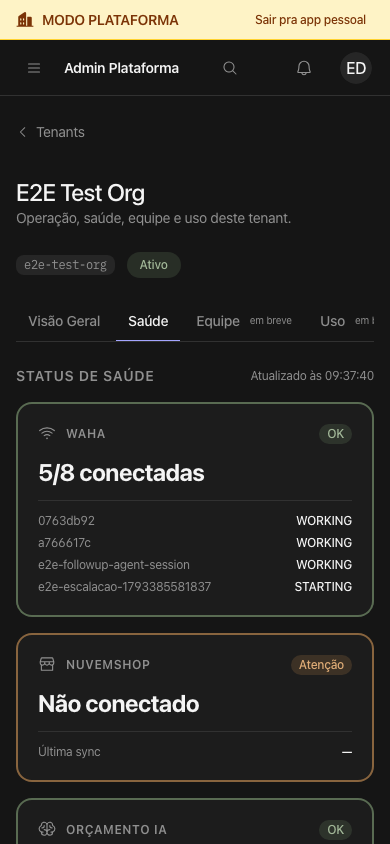 MODO PLATAFORMA Sair pra app pessoal
Admin Plataforma ED
Tenants
E2E Test Org
Operação, saúde, equipe e uso deste tenant.
e2e-test-org Ativo
Visão Geral Saúde Equipe em breve Uso
STATUS DE SAÚDE Atualizado às 09:37:40
WAHA OK
5/8 conectadas
0763db92 WORKING
a766617c WORKING
e2e-followup-agent-session WORKING
e2e-escalacao-1793385581837 STARTING
NUVEMSHOP Atenção
Não conectado
Última sync —
ORÇAMENTO IA OK